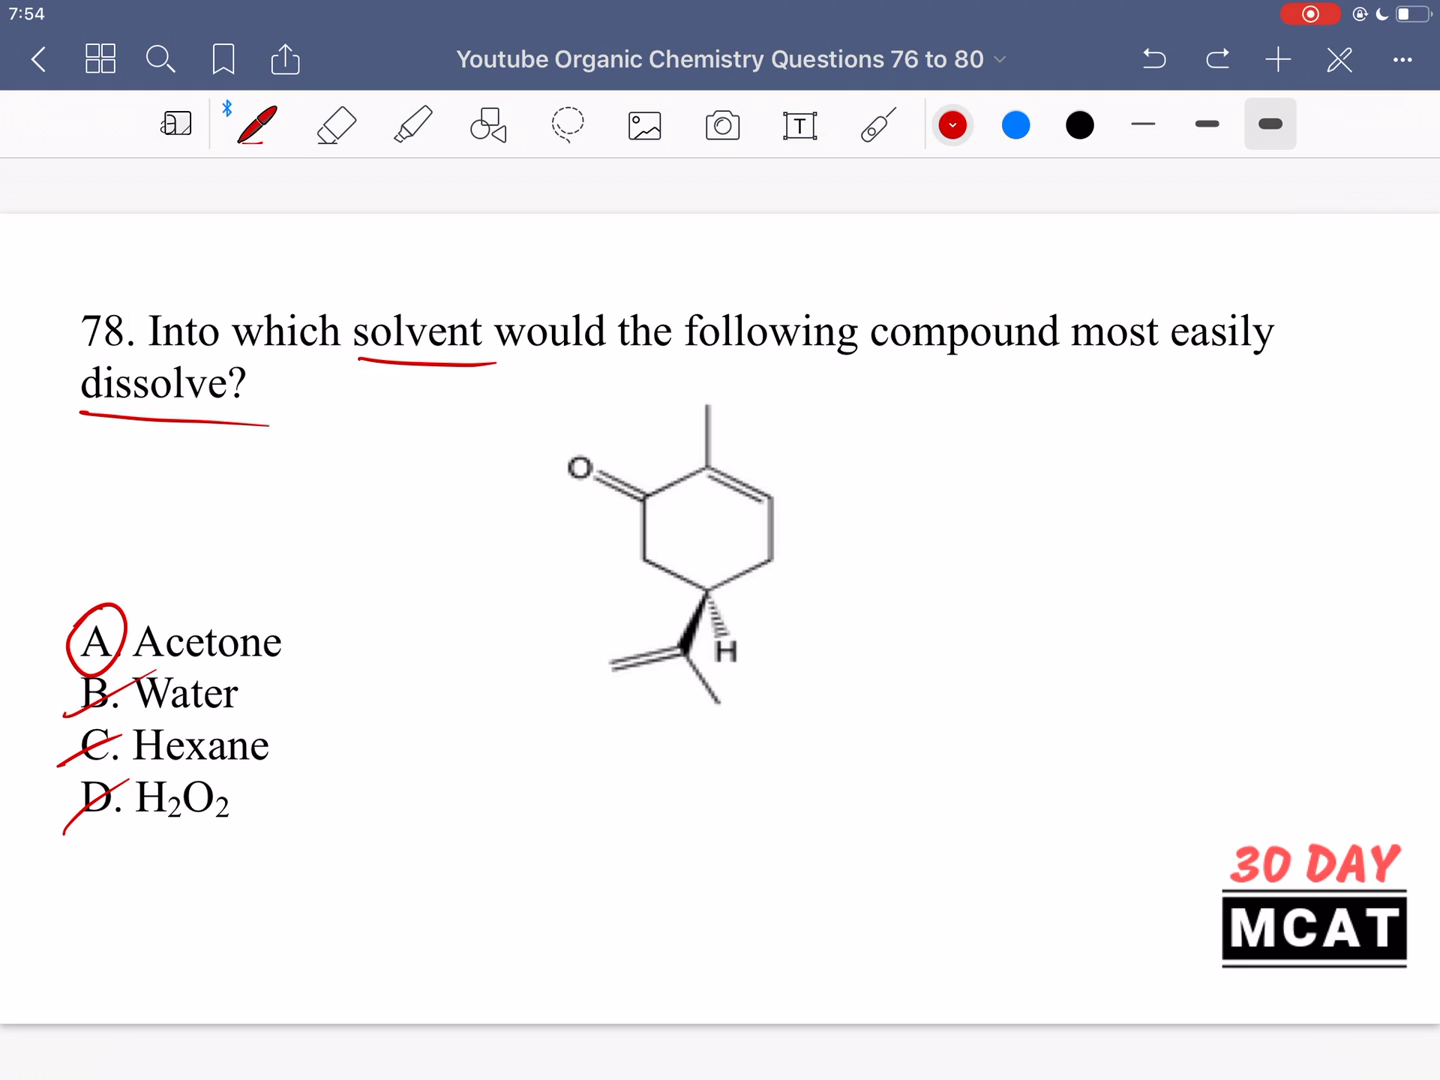 7:54
Youtube Organic Chemistry Questions 76 to 80
78. Into which solvent would the following compound most easily
dissolve?
O
H
A. Acetone
B. Water
C. Hexane
D. H₂O₂
30 DAY
MCAT